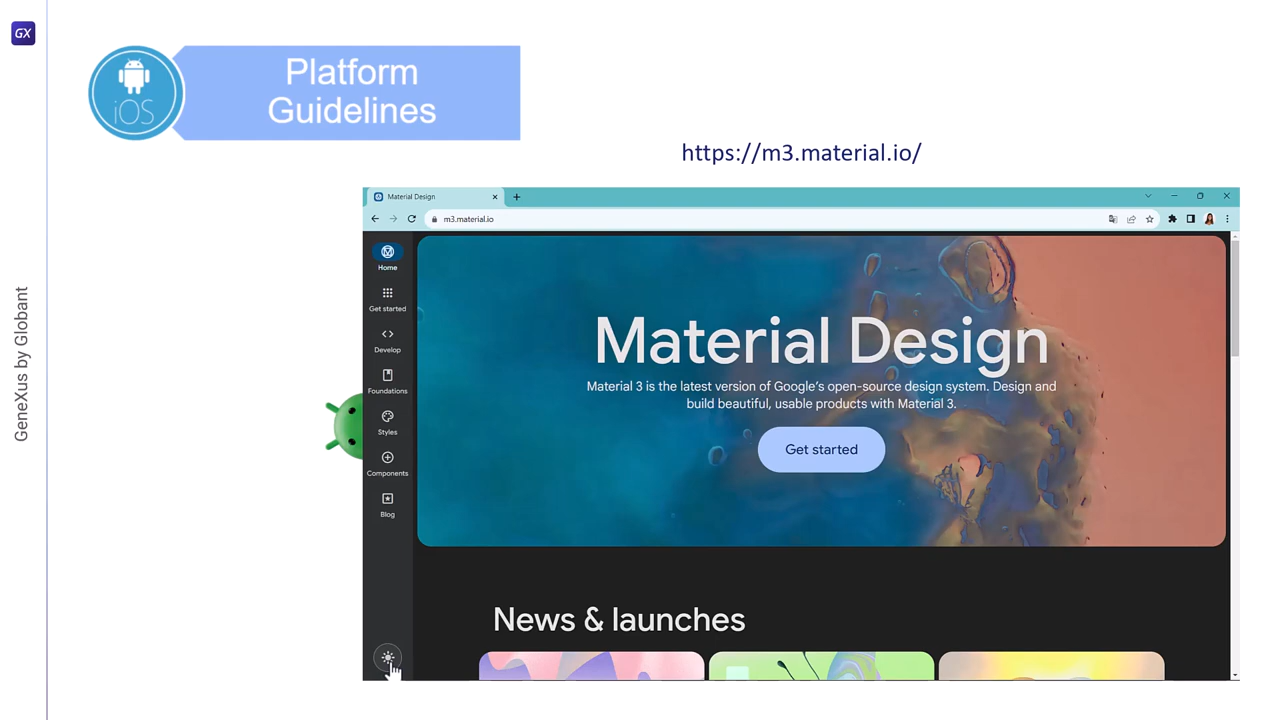 GX
GeneXus by Globant
iOS
Platform
Guidelines
https://m3.material.io/
Material Design
m3.material.io
Home
Get started
Develop
Foundations
Styles
Components
Blog
Material Design
Material 3 is the latest version of Google's open-source design system. Design and
build beautiful, usable products with Material 3.
Get started
News & launches